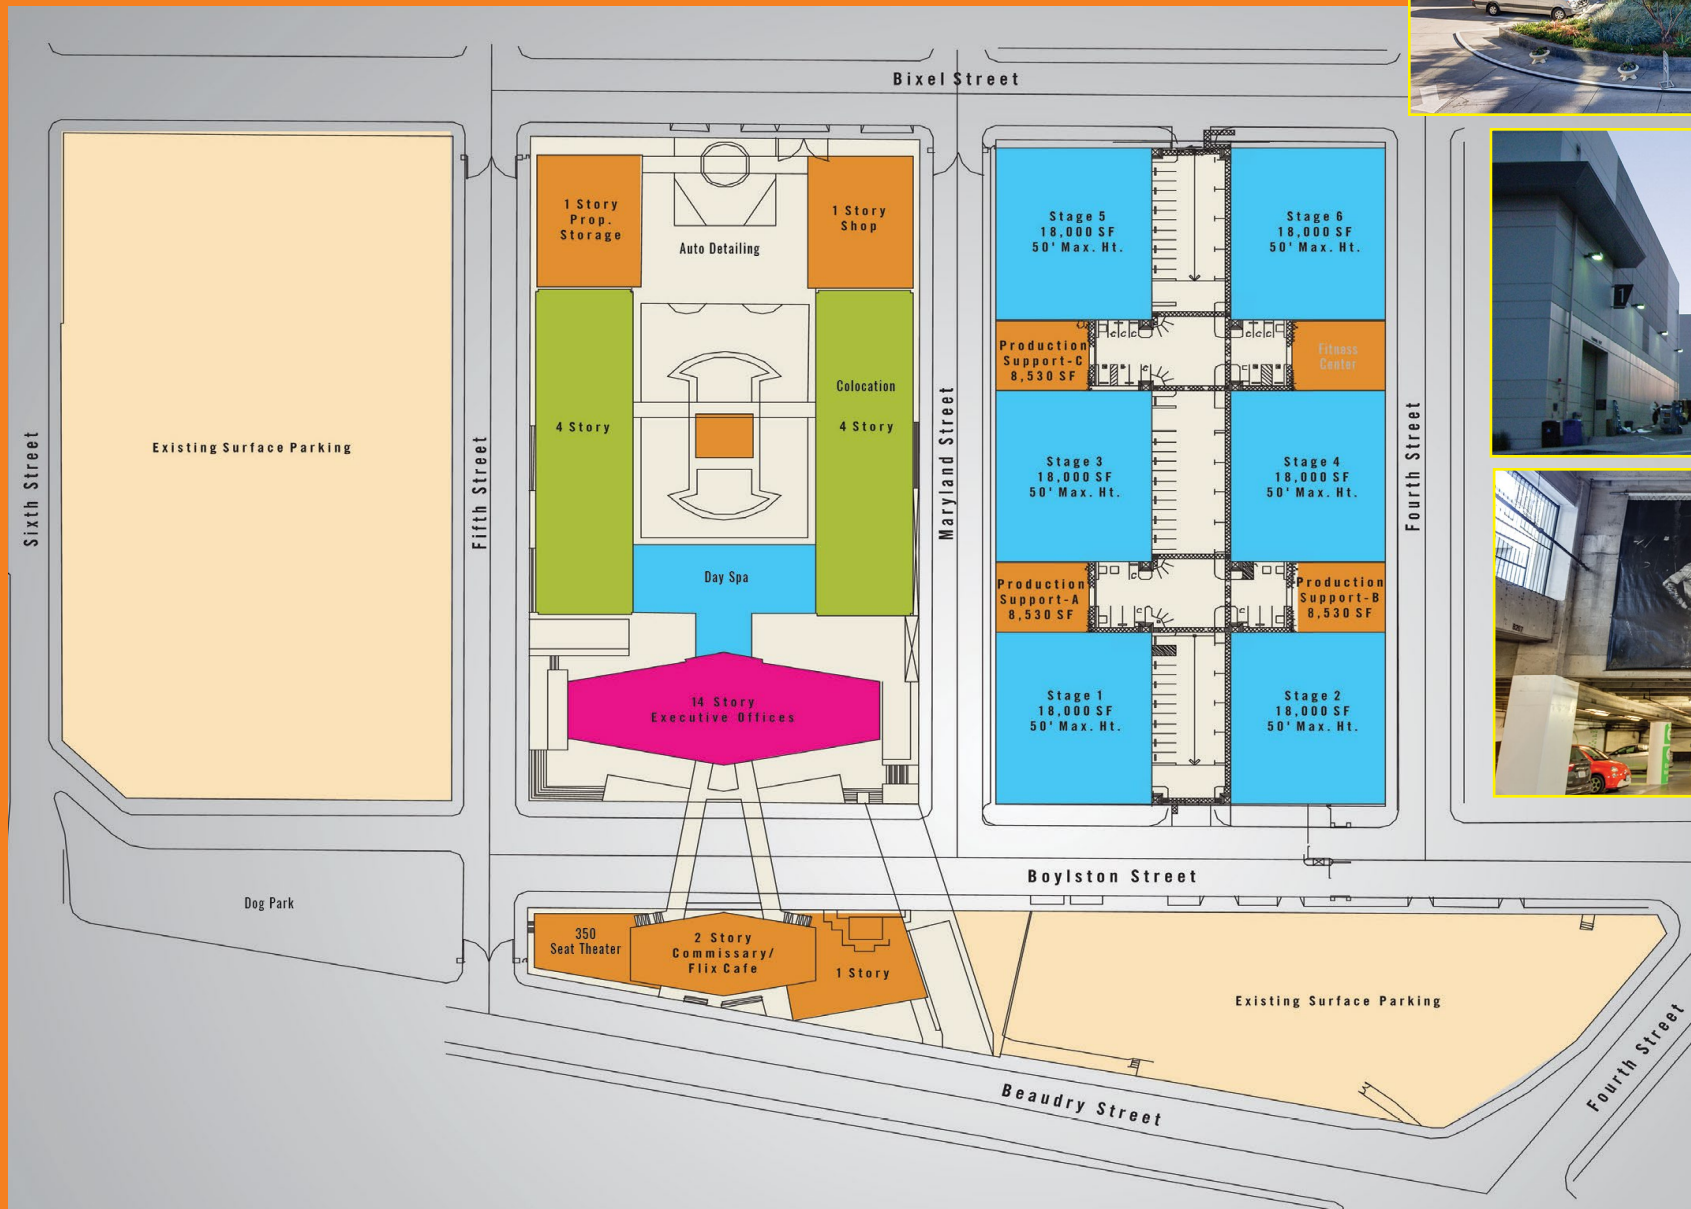 Bixel Street
1 Story
Prop.
Storage
1 Story
Shop
Auto Detailing
Stage 5
18,000 SF
50' Max. Ht.
Stage 6
18,000 SF
50' Max. Ht.
1
Production
Support-C
8,530 SF
Fitness
Center
Existing Surface Parking
Sixth Street
Fifth Street
4 Story
Colocation
4 Story
Maryland Street
Stage 3
18,000 SF
50' Max. Ht.
Stage 4
18,000 SF
50' Max. Ht.
Fourth Street
Day Spa
Production
Support-A
8,530 SF
Production
Support-B
8,530 SF
14 Story
Executive Offices
Stage 1
18,000 SF
50' Max. Ht.
Stage 2
18,000 SF
50' Max. Ht.
Boylston Street
Dog Park
350
Seat Theater
2 Story
Commissary/
Flix Cafe
1 Story
Existing Surface Parking
Beaudry Street
Fourth Street